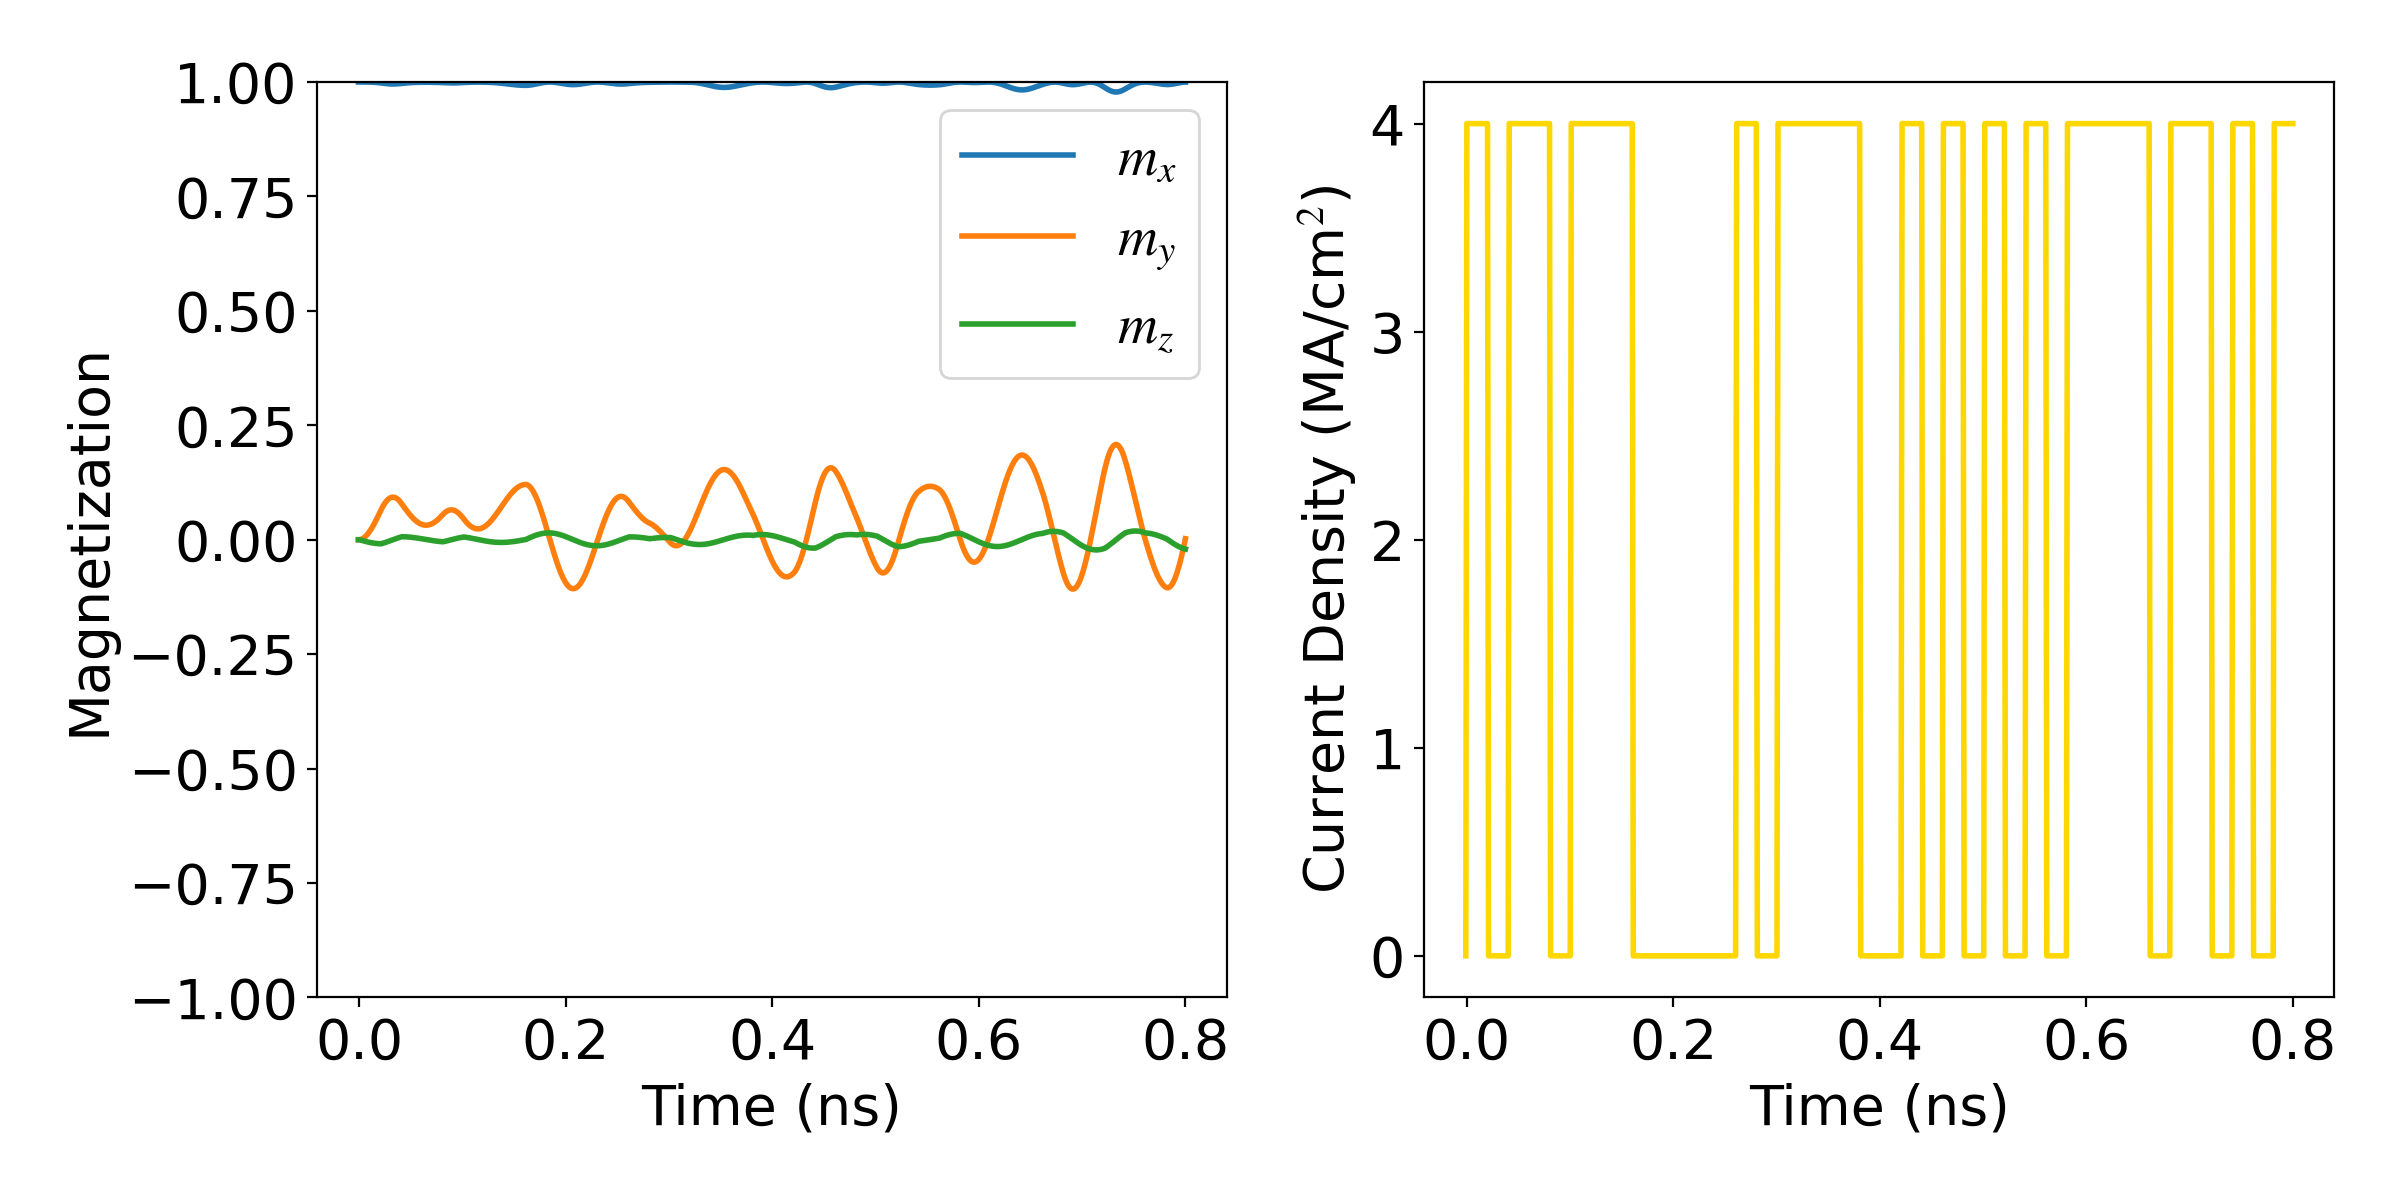 Magnetization
1.00
0.75
0.50
0.25
0.00
−0.25
−0.50
−0.75
−1.00
0.0 0.2 0.4 0.6 0.8
Time (ns)
m_x
m_y
m_z
Current Density (MA/cm²)
4
3
2
1
0
0.0 0.2 0.4 0.6 0.8
Time (ns)